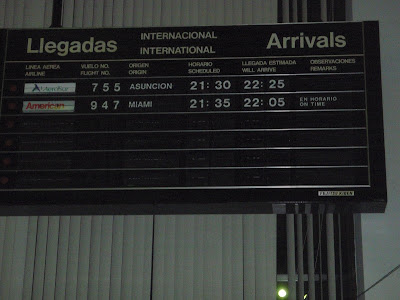 Llegadas INTERNACIONAL INTERNATIONAL Arrivals
LINEA AEREA AIRLINE VUELO NO. FLIGHT NO. ORIGEN ORIGIN HORARIO SCHEDULED LLEGADA ESTIMADA WILL ARRIVE OBSERVACIONES REMARKS
755 ASUNCION 21:30 22:25
American 947 MIAMI 21:35 22:05 EN HORARIO ON TIME